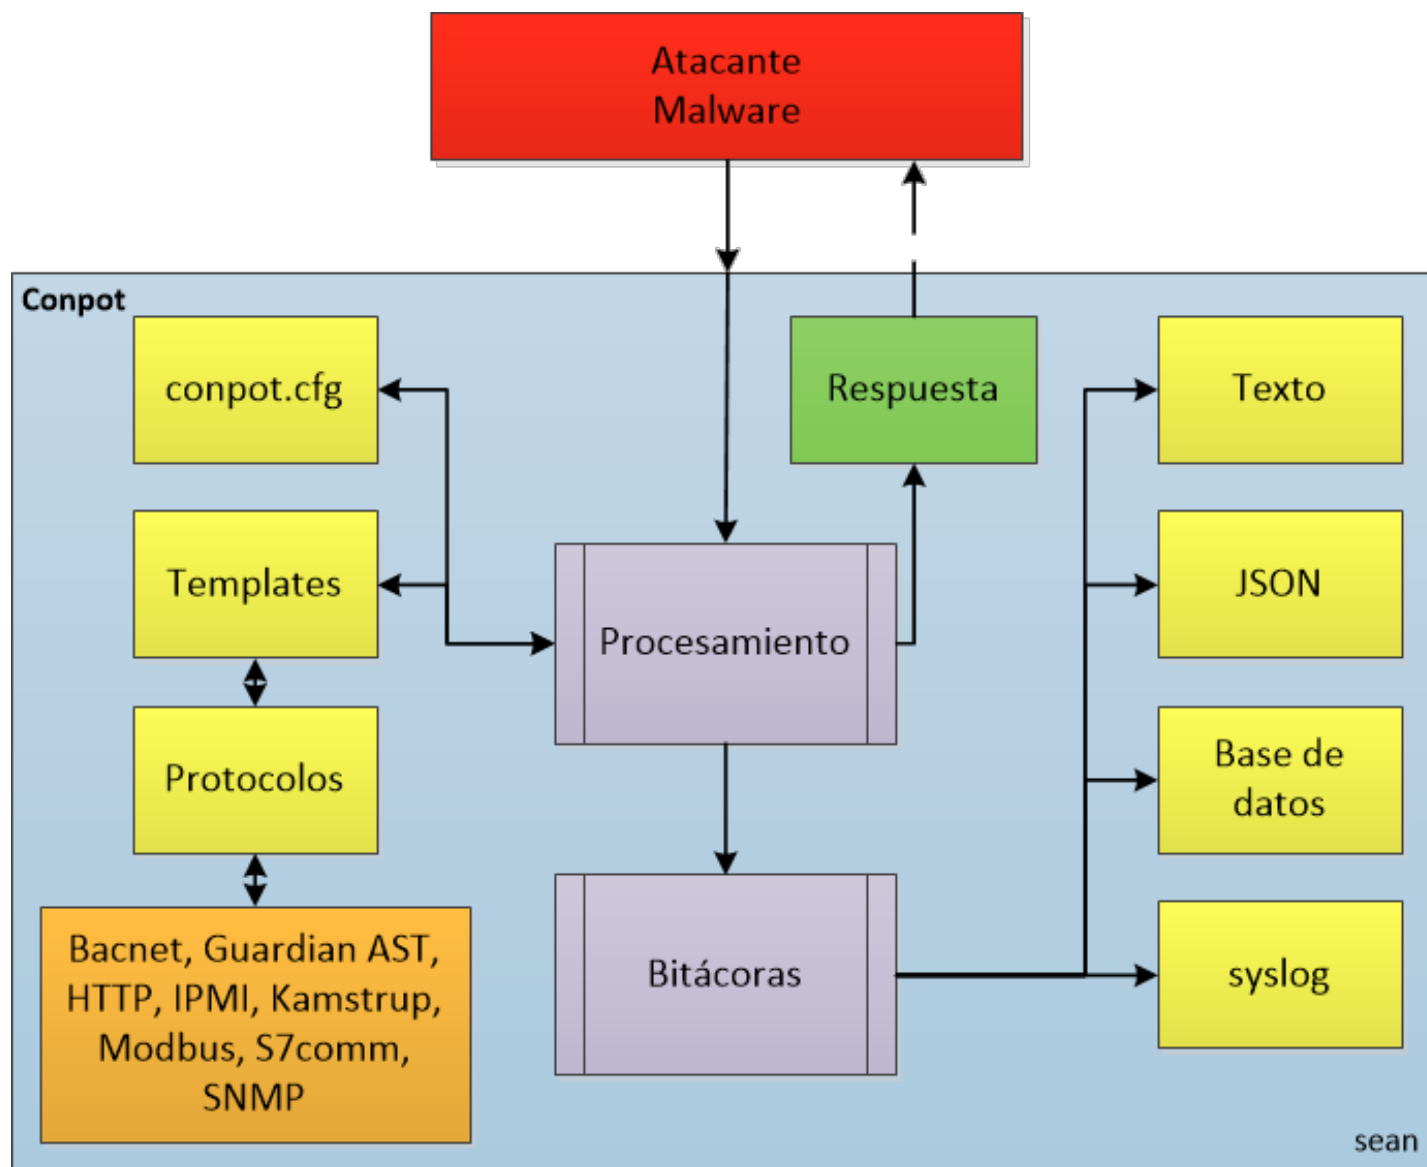 Atacante
Malware
Conpot
conpot.cfg
Respuesta
Texto
Templates
JSON
Procesamiento
Protocolos
Base de
datos
Bacnet, Guardian AST,
HTTP, IPMI, Kamstrup,
Modbus, S7comm,
SNMP
Bitácoras
syslog
sean